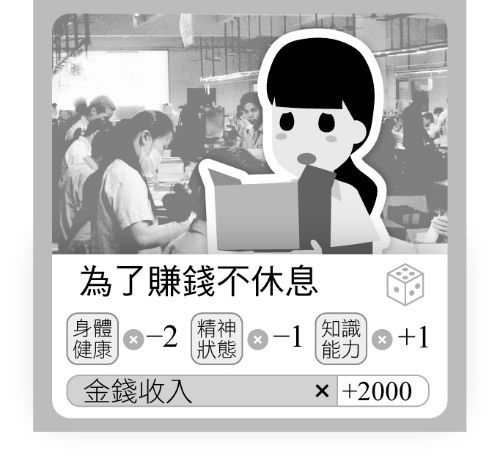 為了賺錢不休息
身體健康 × −2 精神狀態 × −1 知識能力 × +1
金錢收入 × +2000